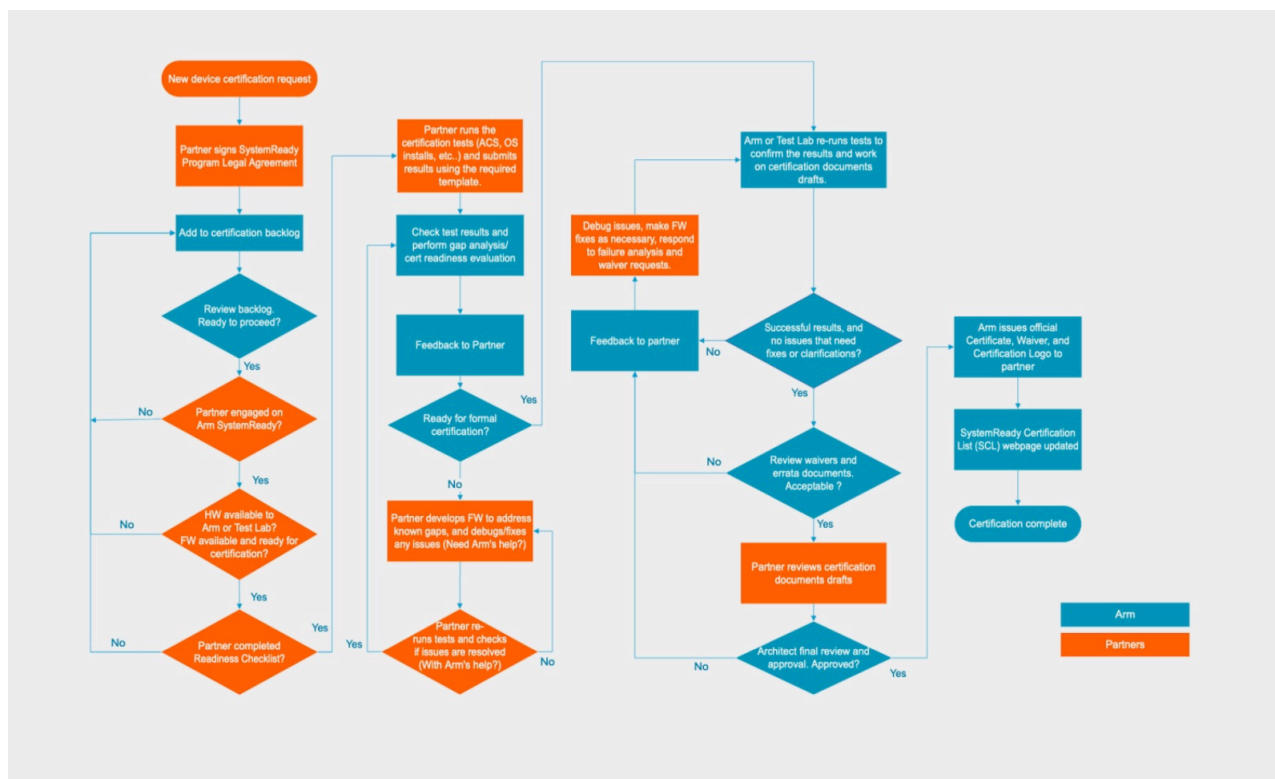 New device certification request
Partner signs SystemReady
Program Legal Agreement
Add to certification backlog
Review backlog.
Ready to proceed?
Yes
Partner engaged on
Arm SystemReady?
No
Yes
HW available to
Arm or Test Lab?
FW available and ready for
certification?
No
Yes
Partner completed
Readiness Checklist?
No
Yes
Partner runs the
certification tests (ACS, OS
installs, etc..) and submits
results using the required
template.
Check test results and
perform gap analysis/
cert readiness evaluation
Feedback to Partner
Ready for formal
certification?
Yes
No
Partner develops FW to address
known gaps, and debugs/fixes
any issues (Need Arm's help?)
Partner re-
runs tests and checks
if issues are resolved
(With Arm's help?)
Yes
No
Arm or Test Lab re-runs tests to
confirm the results and work
on certification documents
drafts.
Debug issues, make FW
fixes as necessary, respond
to failure analysis and
waiver requests.
Feedback to partner
Successful results, and
no issues that need
fixes or clarifications?
No
Yes
Review waivers and
errata documents.
Acceptable ?
No
Yes
Partner reviews certification
documents drafts
Architect final review and
approval. Approved?
No
Yes
Arm issues official
Certificate, Waiver, and
Certification Logo to
partner
SystemReady Certification
List (SCL) webpage updated
Certification complete
Arm
Partners